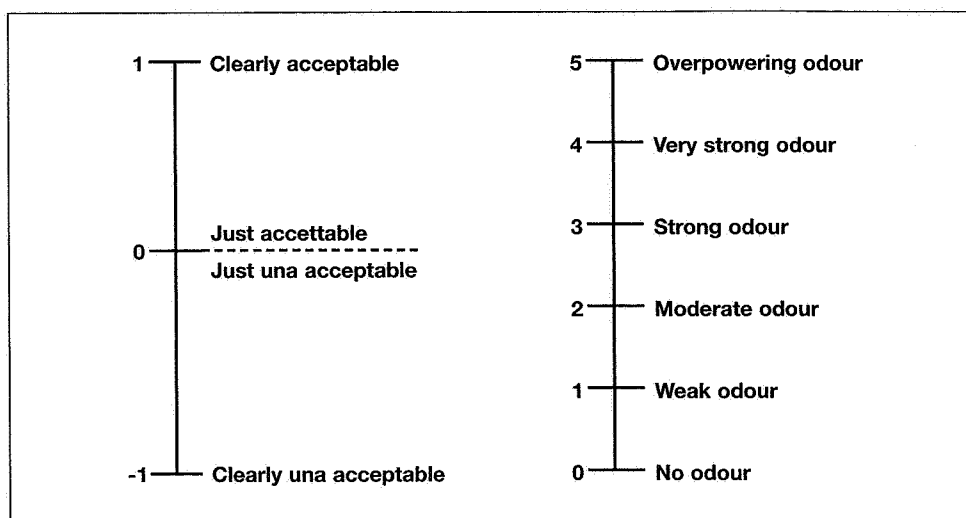 1 Clearly acceptable
0 Just accettable
Just una acceptable
-1 Clearly una acceptable
5 Overpowering odour
4 Very strong odour
3 Strong odour
2 Moderate odour
1 Weak odour
0 No odour